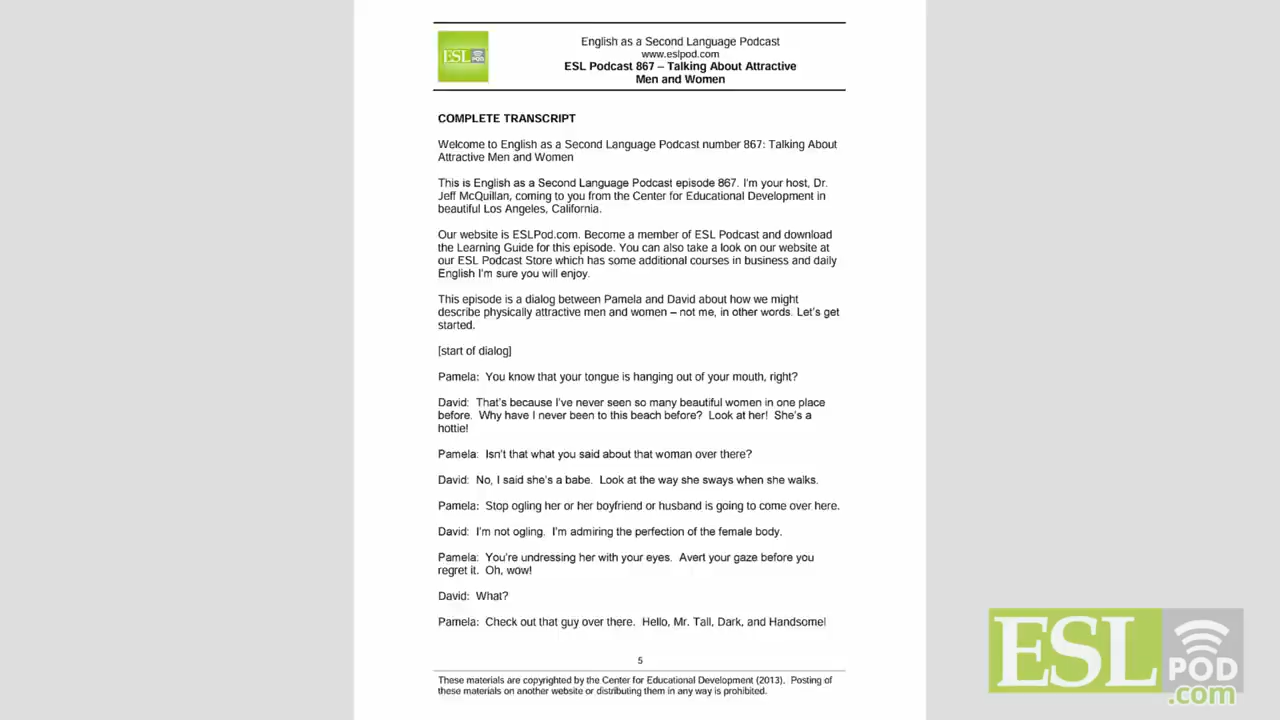 ESL
POD
English as a Second Language Podcast
www.eslpod.com
ESL Podcast 867 – Talking About Attractive
Men and Women
COMPLETE TRANSCRIPT
Welcome to English as a Second Language Podcast number 867: Talking About
Attractive Men and Women
This is English as a Second Language Podcast episode 867. I'm your host, Dr.
Jeff McQuillan, coming to you from the Center for Educational Development in
beautiful Los Angeles, California.
Our website is ESLPod.com. Become a member of ESL Podcast and download
the Learning Guide for this episode. You can also take a look on our website at
our ESL Podcast Store which has some additional courses in business and daily
English I'm sure you will enjoy.
This episode is a dialog between Pamela and David about how we might
describe physically attractive men and women – not me, in other words. Let's get
started.
[start of dialog]
Pamela: You know that your tongue is hanging out of your mouth, right?
David: That's because I've never seen so many beautiful women in one place
before. Why have I never been to this beach before? Look at her! She's a
hottie!
Pamela: Isn't that what you said about that woman over there?
David: No, I said she's a babe. Look at the way she sways when she walks.
Pamela: Stop ogling her or her boyfriend or husband is going to come over here.
David: I'm not ogling. I'm admiring the perfection of the female body.
Pamela: You're undressing her with your eyes. Avert your gaze before you
regret it. Oh, wow!
David: What?
Pamela: Check out that guy over there. Hello, Mr. Tall, Dark, and Handsome!
5
These materials are copyrighted by the Center for Educational Development (2013). Posting of
these materials on another website or distributing them in any way is prohibited.
ESL
POD
.com